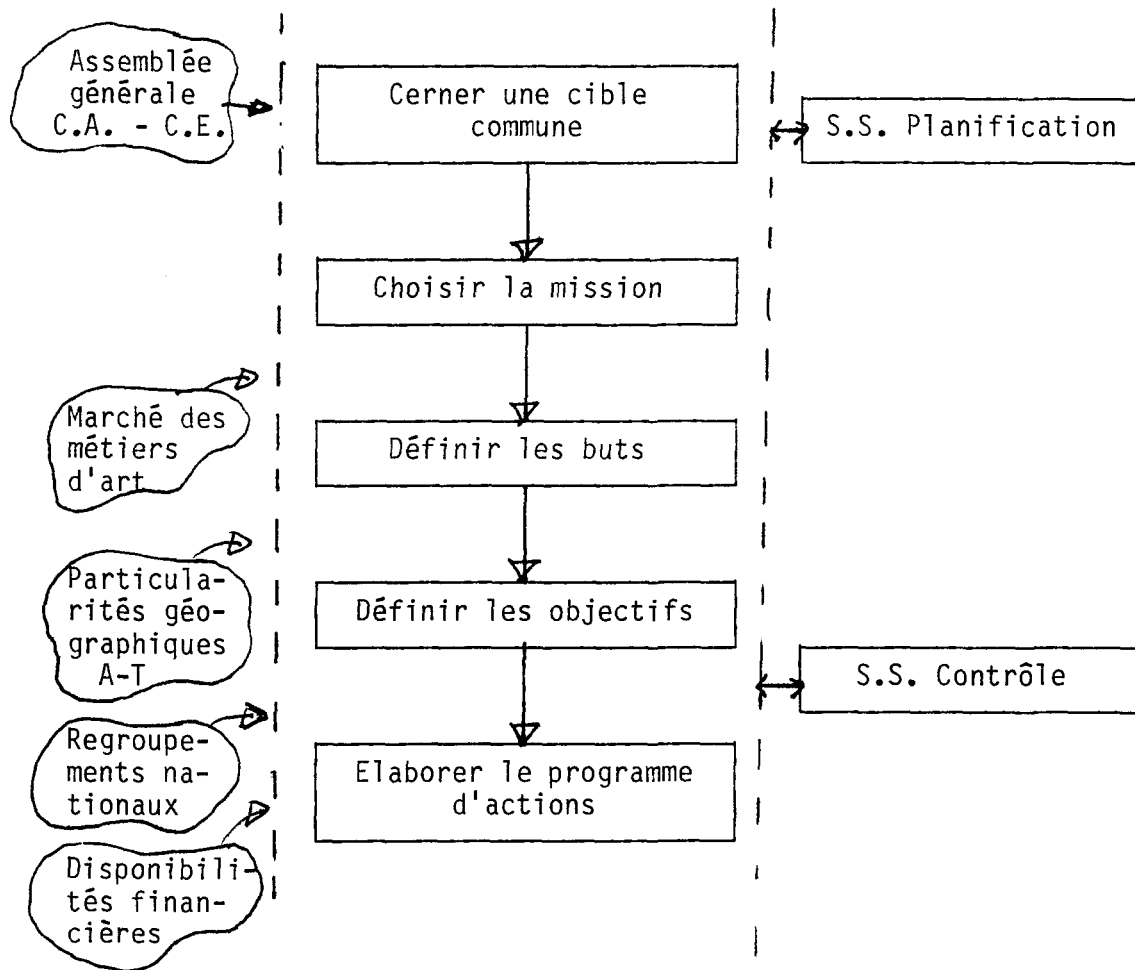 Assemblée
générale
C.A. - C.E.
Cerner une cible
commune
S.S. Planification
Choisir la mission
Marché des
métiers
d'art
Définir les buts
Particula-
rités géo-
graphiques
A-T
Définir les objectifs
S.S. Contrôle
Regroupe-
ments na-
tionaux
Elaborer le programme
d'actions
Disponibili-
tés finan-
cières